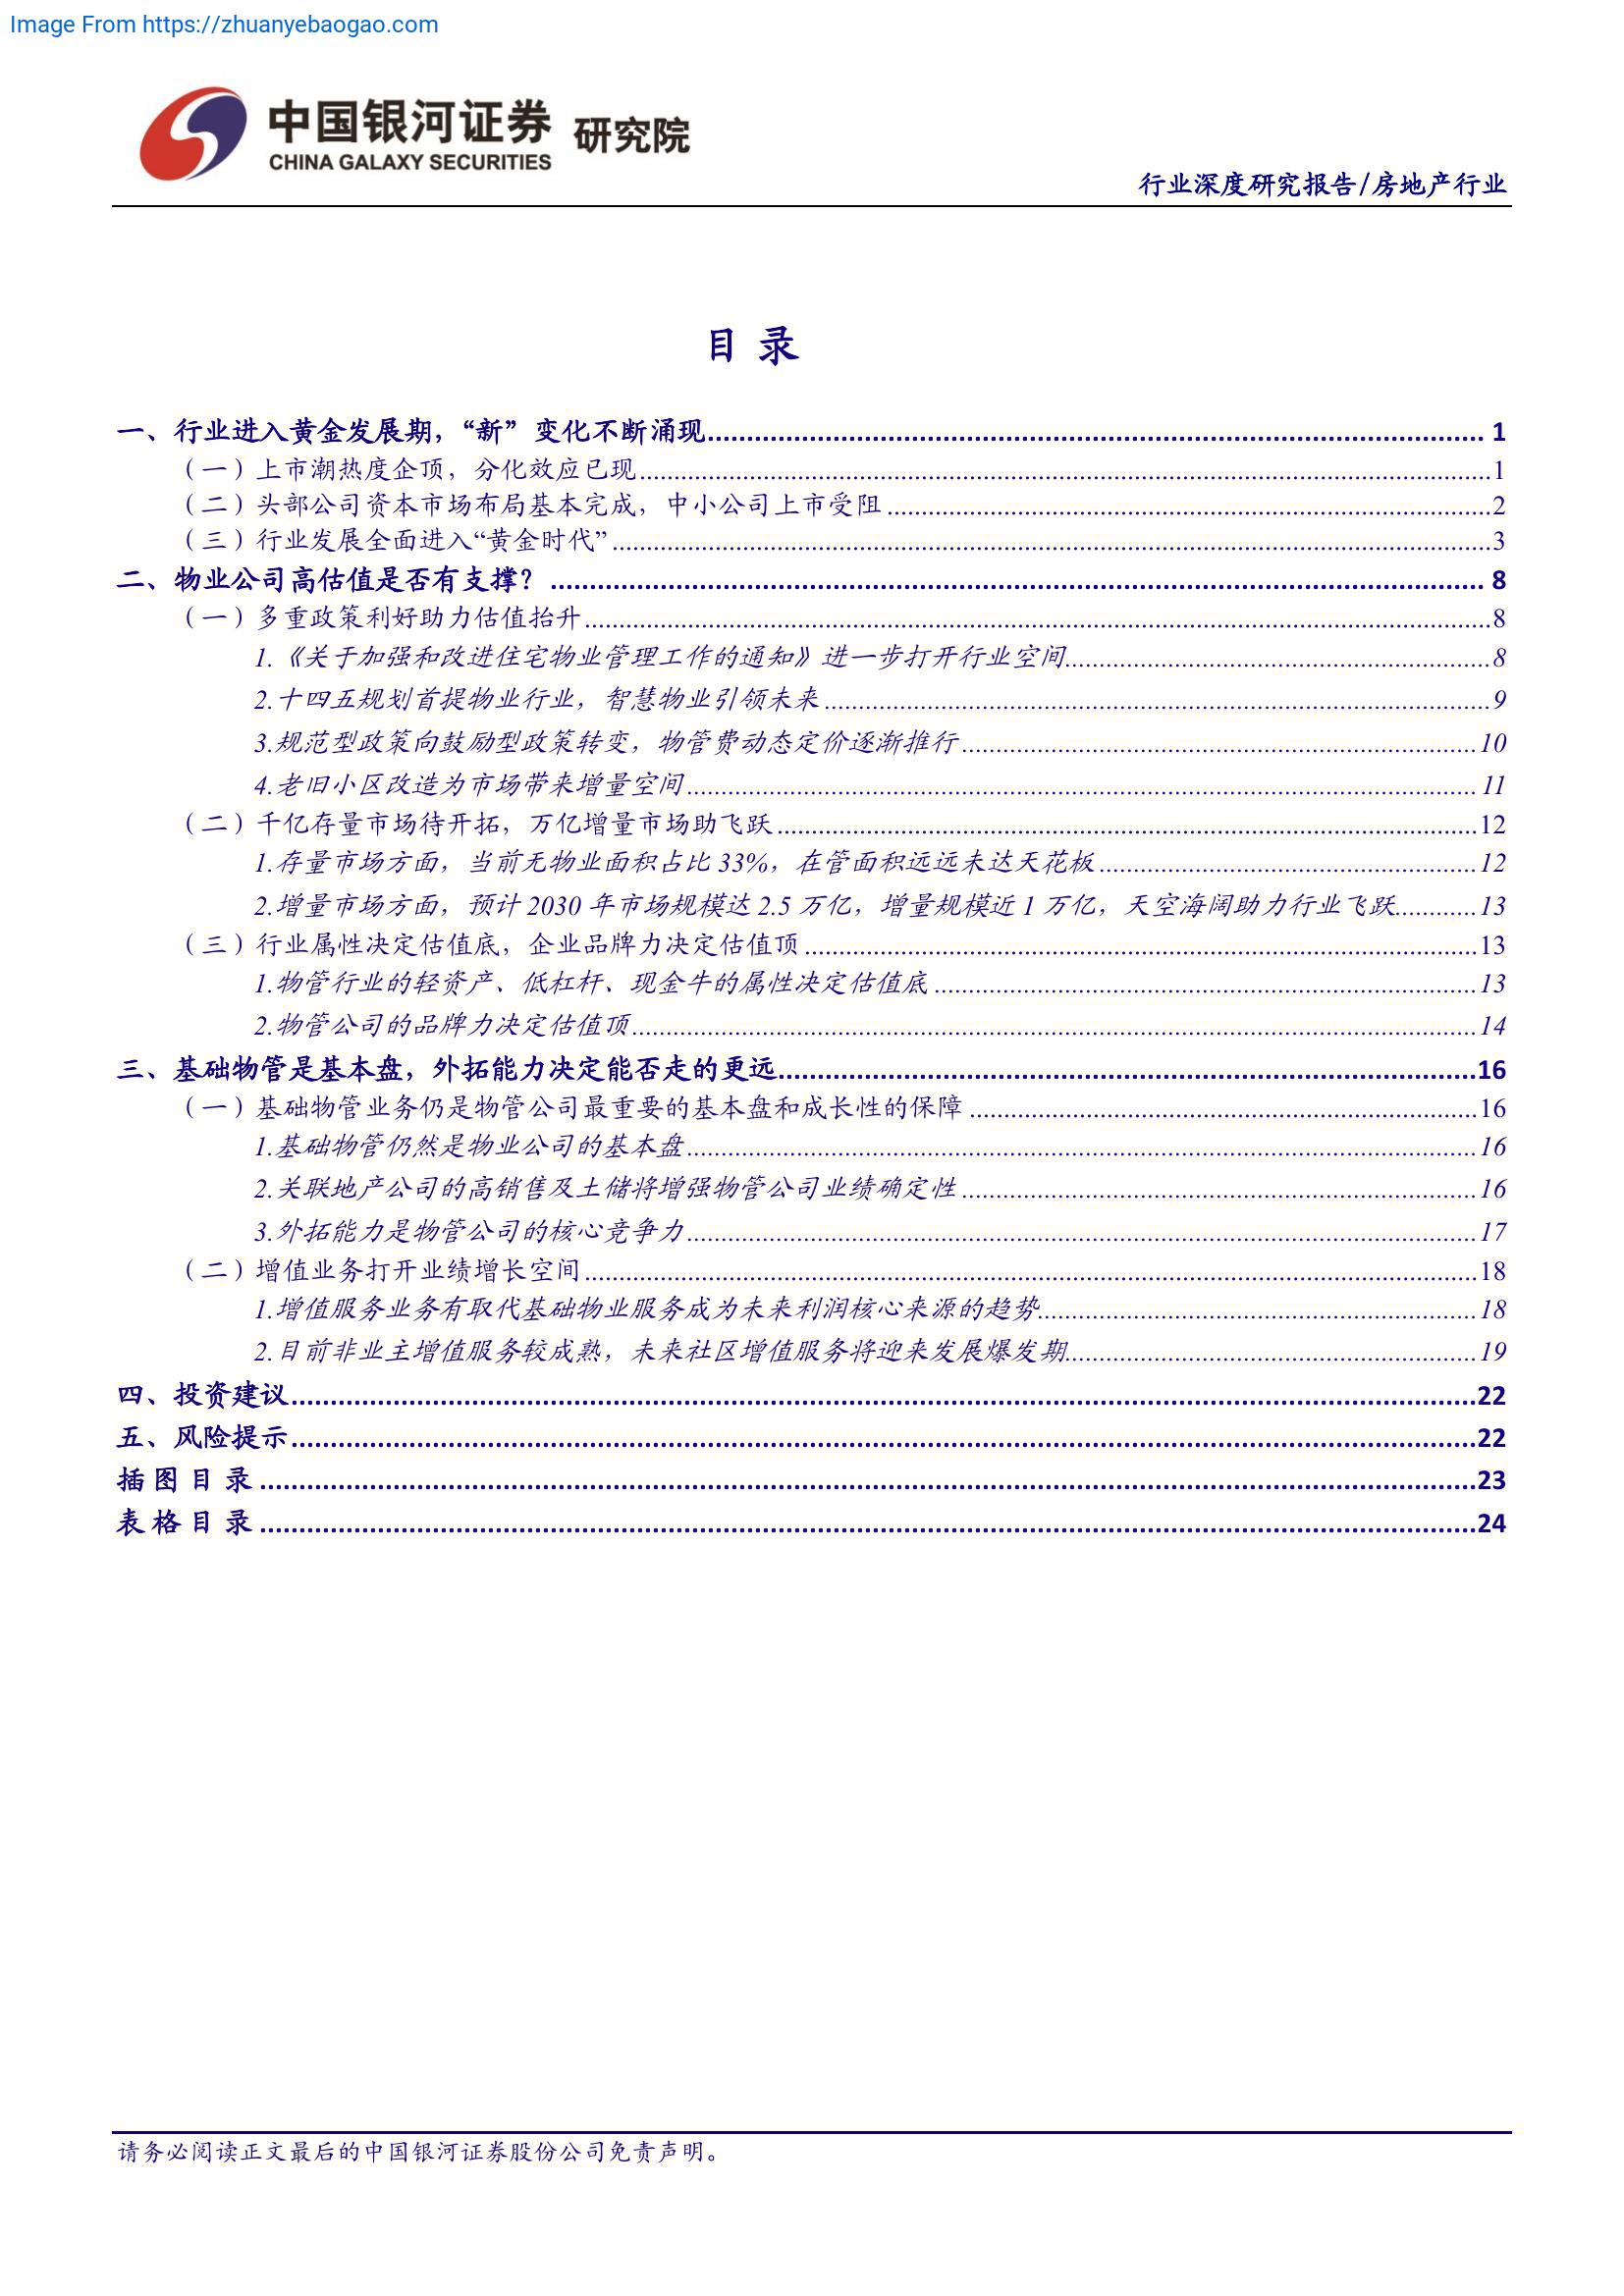 Image From https://zhuanyebaogao.com
中国银河证券 研究院
CHINA GALAXY SECURITIES
行业深度研究报告/房地产行业
目 录
一、行业进入黄金发展期，“新”变化不断涌现 1
（一）上市潮热度企顶，分化效应已现 1
（二）头部公司资本市场布局基本完成，中小公司上市受阻 2
（三）行业发展全面进入“黄金时代” 3
二、物业公司高估值是否有支撑？ 8
（一）多重政策利好助力估值抬升 8
1.《关于加强和改进住宅物业管理工作的通知》进一步打开行业空间 8
2.十四五规划首提物业行业，智慧物业引领未来 9
3.规范型政策向鼓励型政策转变，物管费动态定价逐渐推行 10
4.老旧小区改造为市场带来增量空间 11
（二）千亿存量市场待开拓，万亿增量市场助飞跃 12
1.存量市场方面，当前无物业面积占比 33%，在管面积远远未达天花板 12
2.增量市场方面，预计 2030 年市场规模达 2.5 万亿，增量规模近 1 万亿，天空海阔助力行业飞跃 13
（三）行业属性决定估值底，企业品牌力决定估值顶 13
1.物管行业的轻资产、低杠杆、现金牛的属性决定估值底 13
2.物管公司的品牌力决定估值顶 14
三、基础物管是基本盘，外拓能力决定能否走的更远 16
（一）基础物管业务仍是物管公司最重要的基本盘和成长性的保障 16
1.基础物管仍然是物业公司的基本盘 16
2.关联地产公司的高销售及土储将增强物管公司业绩确定性 16
3.外拓能力是物管公司的核心竞争力 17
（二）增值业务打开业绩增长空间 18
1.增值服务业务有取代基础物业服务成为未来利润核心来源的趋势 18
2.目前非业主增值服务较成熟，未来社区增值服务将迎来发展爆发期 19
四、投资建议 22
五、风险提示 22
插 图 目 录 23
表 格 目 录 24
请务必阅读正文最后的中国银河证券股份公司免责声明。